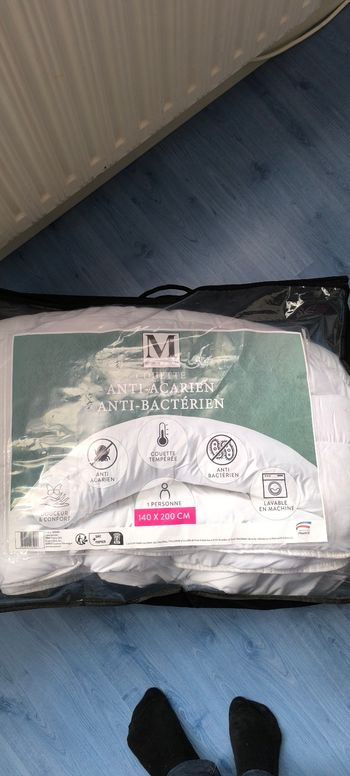 M
COUETTE
ANTI-ACARIEN
ANTI-BACTÉRIEN
COUETTE
TEMPÉRÉE
ANTI
ACARIEN
ANTI
BACTÉRIEN
DOUCEUR
& CONFORT
1 PERSONNE
140 X 200 CM
LAVABLE
EN MACHINE